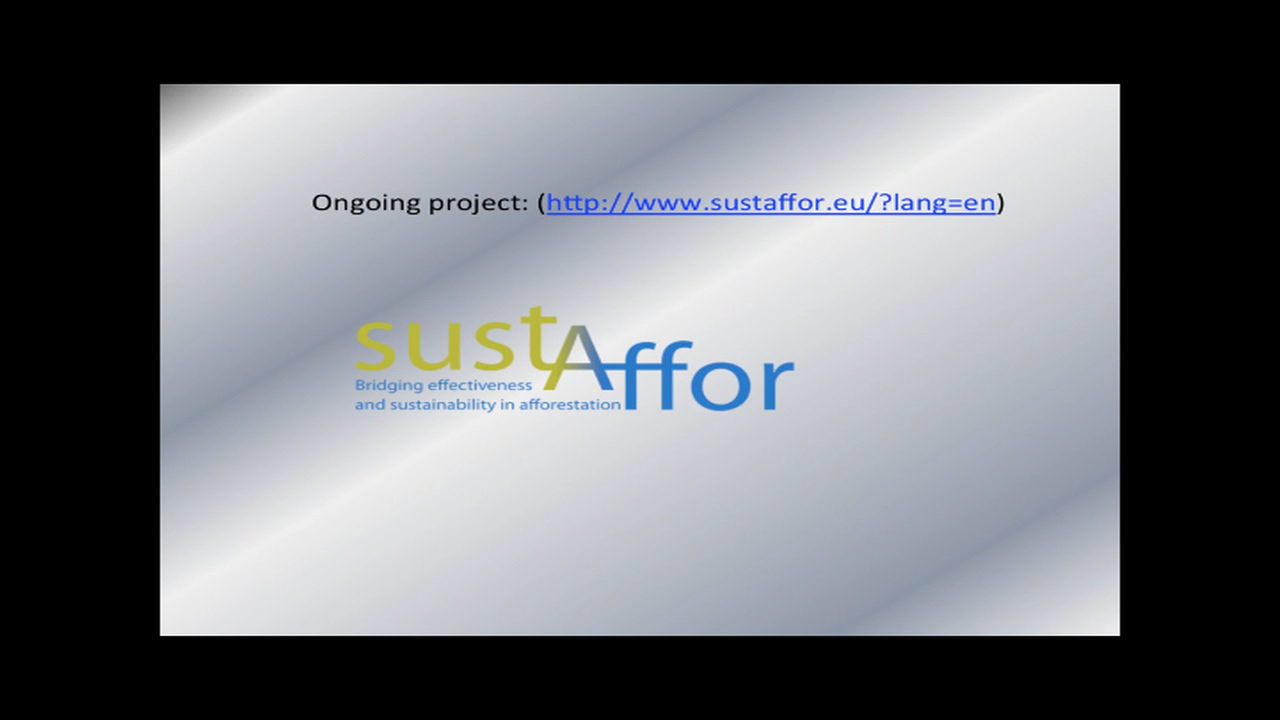 Ongoing project: (http://www.sustaffor.eu/?lang=en)
sustAffor
Bridging effectiveness
and sustainability in afforestation